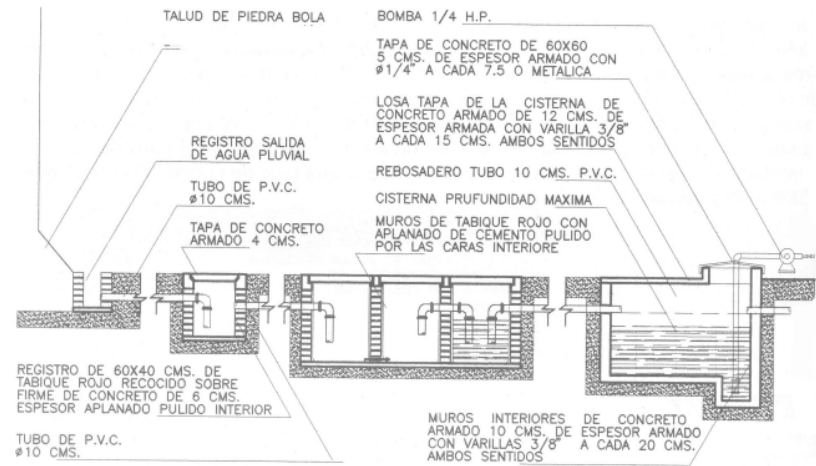 TALUD DE PIEDRA BOLA
BOMBA 1/4 H.P.
TAPA DE CONCRETO DE 60X60
5 CMS. DE ESPESOR ARMADO CON
ø1/4" A CADA 7.5 O METALICA
LOSA TAPA DE LA CISTERNA DE
CONCRETO ARMADO DE 12 CMS. DE
ESPESOR ARMADA CON VARILLA 3/8"
A CADA 15 CMS. AMBOS SENTIDOS
REGISTRO SALIDA
DE AGUA PLUVIAL
REBOSADERO TUBO 10 CMS. P.V.C.
TUBO DE P.V.C.
ø10 CMS.
CISTERNA PRUFUNDIDAD MAXIMA
TAPA DE CONCRETO
ARMADO 4 CMS.
MUROS DE TABIQUE ROJO CON
APLANADO DE CEMENTO PULIDO
POR LAS CARAS INTERIORE
REGISTRO DE 60X40 CMS. DE
TABIQUE ROJO RECOCIDO SOBRE
FIRME DE CONCRETO DE 6 CMS.
ESPESOR APLANADO PULIDO INTERIOR
TUBO DE P.V.C.
ø10 CMS.
MUROS INTERIORES DE CONCRETO
ARMADO 10 CMS. DE ESPESOR ARMADO
CON VARILLAS 3/8" A CADA 20 CMS.
AMBOS SENTIDOS